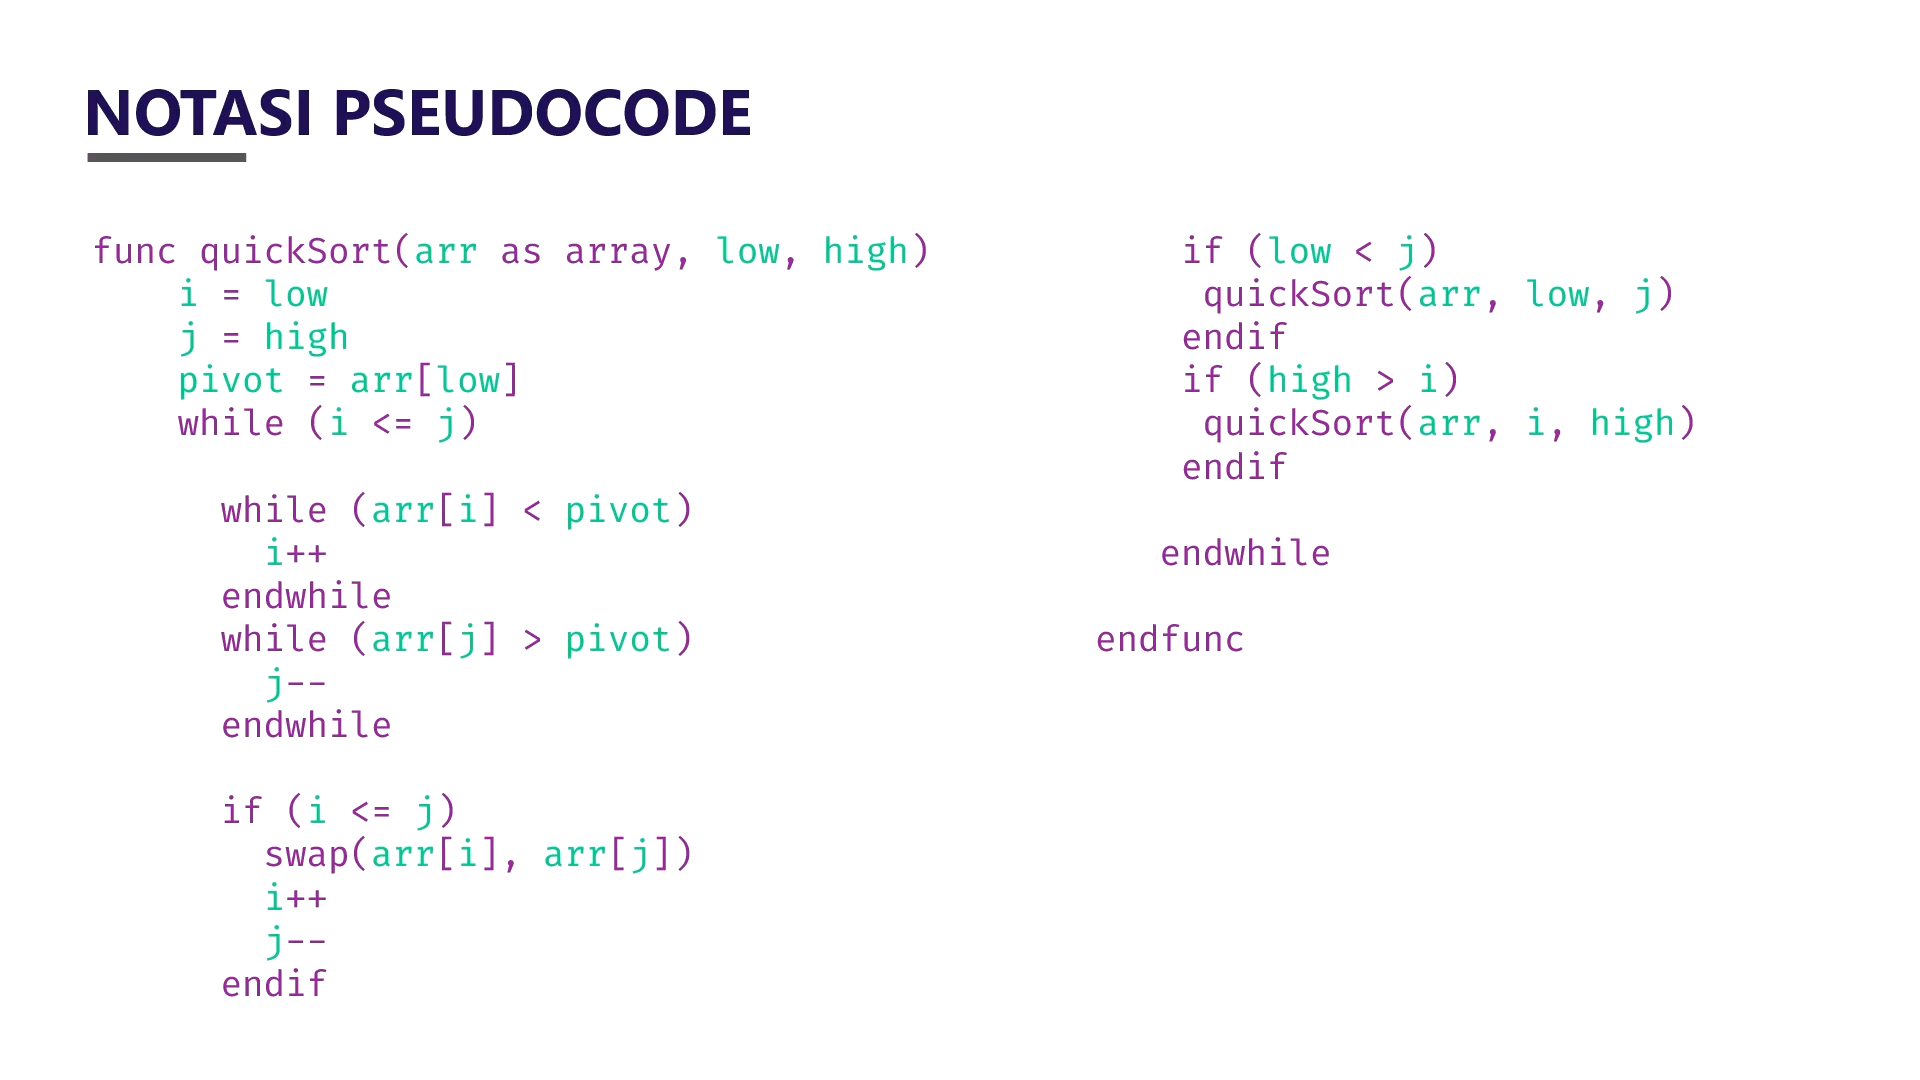 NOTASI PSEUDOCODE
func quickSort(arr as array, low, high)
    i = low
    j = high
    pivot = arr[low]
    while (i <= j)
      while (arr[i] < pivot)
        i++
      endwhile
      while (arr[j] > pivot)
        j--
      endwhile
      if (i <= j)
        swap(arr[i], arr[j])
        i++
        j--
      endif
    if (low < j)
     quickSort(arr, low, j)
    endif
    if (high > i)
     quickSort(arr, i, high)
    endif
   endwhile
endfunc